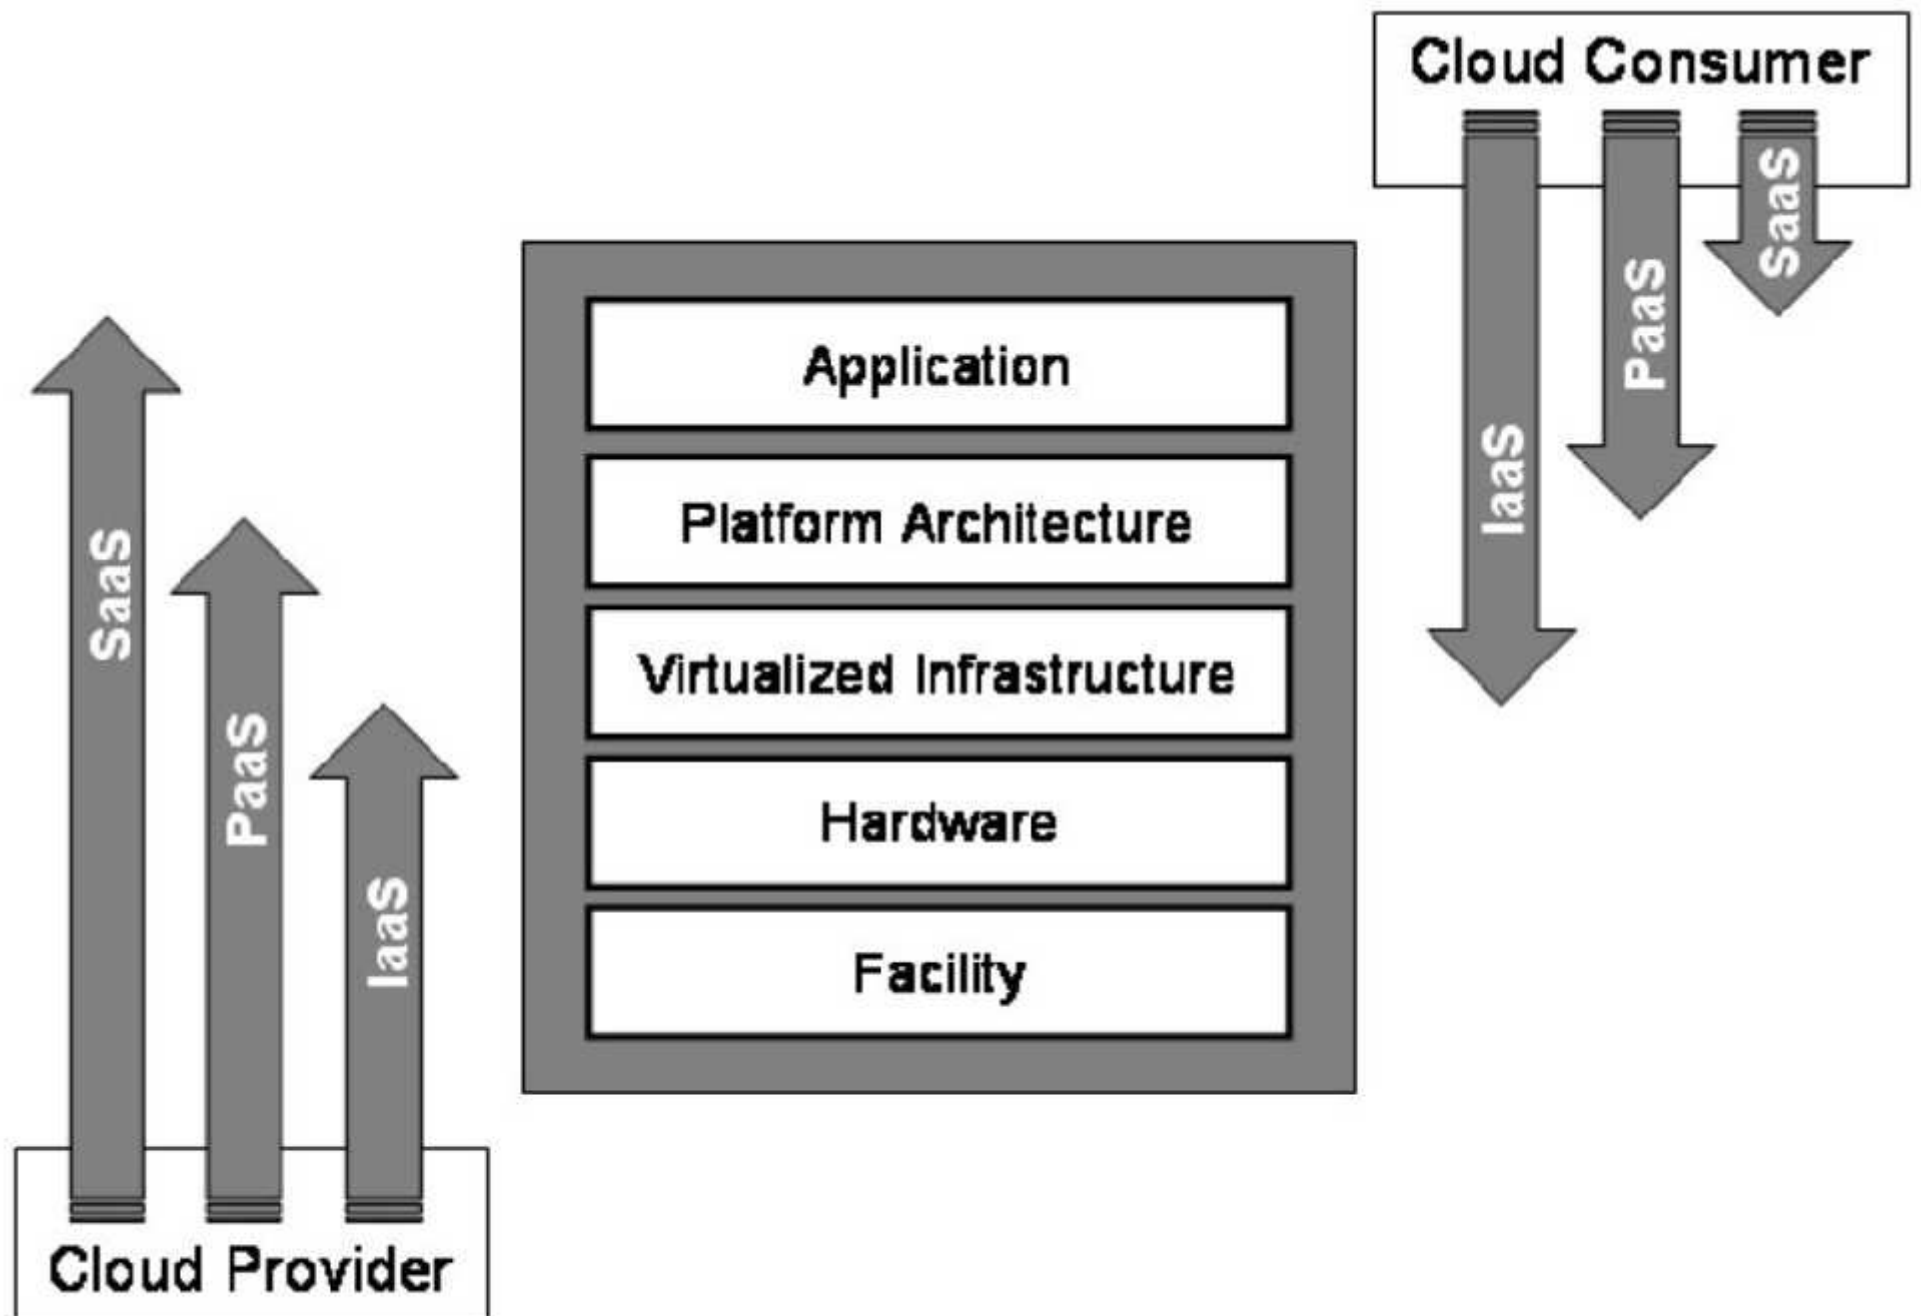 Cloud Consumer
IaaS
PaaS
SaaS
Application
Platform Architecture
Virtualized Infrastructure
Hardware
Facility
SaaS
PaaS
IaaS
Cloud Provider